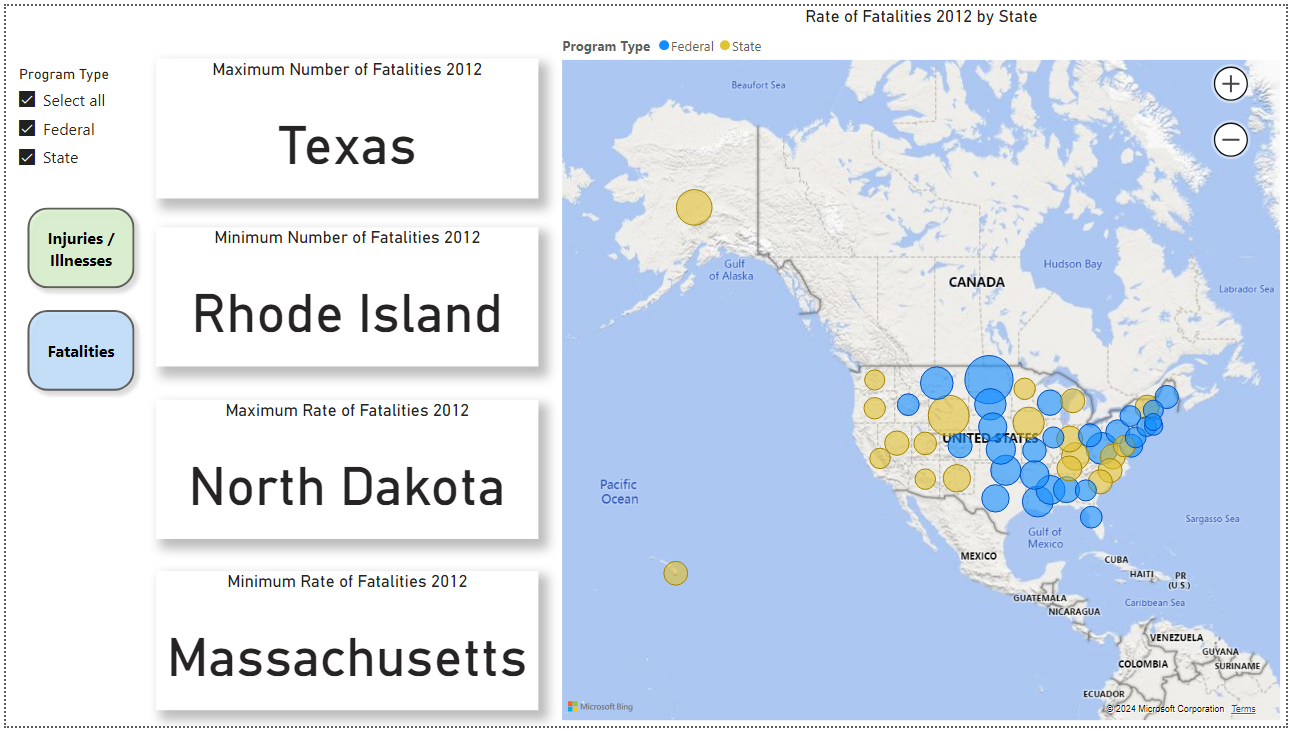 Rate of Fatalities 2012 by State
Program Type Federal State
Program Type
Select all
Federal
State
Injuries /
Illnesses
Fatalities
Maximum Number of Fatalities 2012
Texas
Minimum Number of Fatalities 2012
Rhode Island
Maximum Rate of Fatalities 2012
North Dakota
Minimum Rate of Fatalities 2012
Massachusetts
Beaufort Sea
Gulf
of Alaska
Hudson Bay
CANADA
Labrador Sea
UNITED STATES
Pacific
Ocean
Sargasso Sea
Gulf of
Mexico
MEXICO
CUBA
HAITI
PR
(U.S.)
GUATEMALA
Caribbean Sea
NICARAGUA
VENEZUELA
GUYANA
COLOMBIA
SURINAME
ECUADOR
Microsoft Bing
© 2024 Microsoft Corporation Terms